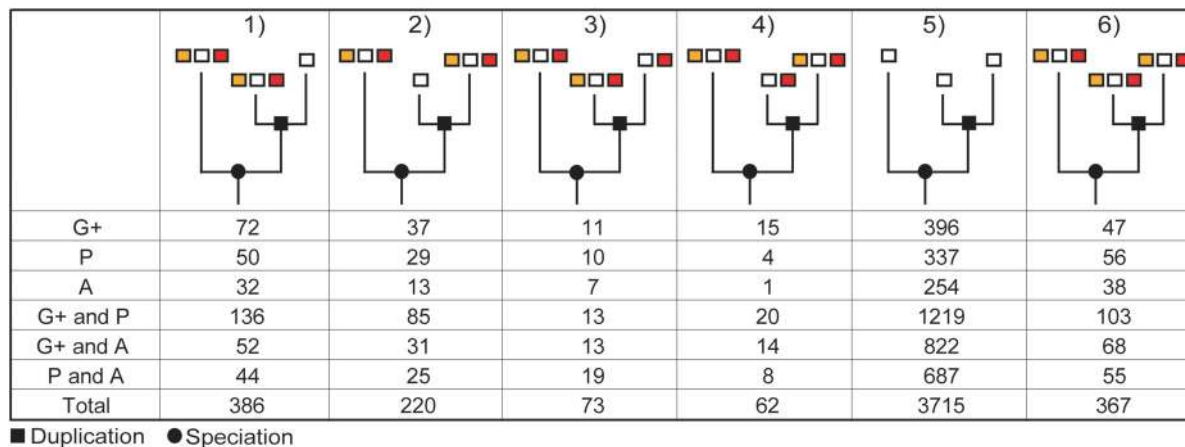 1) 2) 3) 4) 5) 6)
G+ 72 37 11 15 396 47
P 50 29 10 4 337 56
A 32 13 7 1 254 38
G+ and P 136 85 13 20 1219 103
G+ and A 52 31 13 14 822 68
P and A 44 25 19 8 687 55
Total 386 220 73 62 3715 367
Duplication Speciation